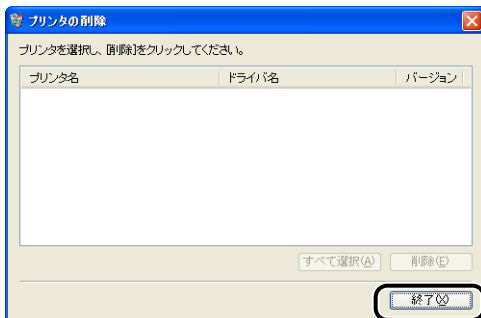 プリンタの削除
プリンタを選択し、[削除]をクリックしてください。
プリンタ名 ドライバ名 バージョン
すべて選択(A) 削除(E)
終了(X)